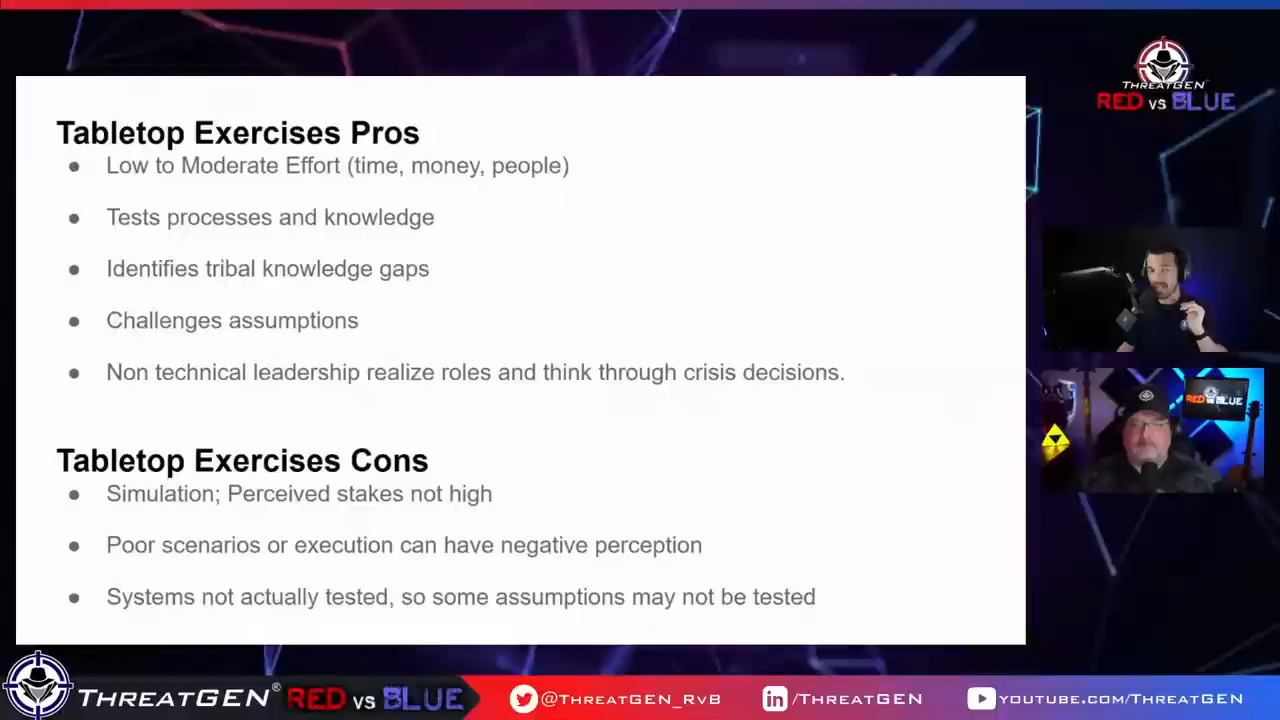 THREATGEN
RED vs BLUE
Tabletop Exercises Pros
● Low to Moderate Effort (time, money, people)
● Tests processes and knowledge
● Identifies tribal knowledge gaps
● Challenges assumptions
● Non technical leadership realize roles and think through crisis decisions.
Tabletop Exercises Cons
● Simulation; Perceived stakes not high
● Poor scenarios or execution can have negative perception
● Systems not actually tested, so some assumptions may not be tested
RED vs BLUE
THREATGEN® RED vs BLUE
@THREATGEN_RVB
/THREATGEN
YOUTUBE.COM/THREATGEN